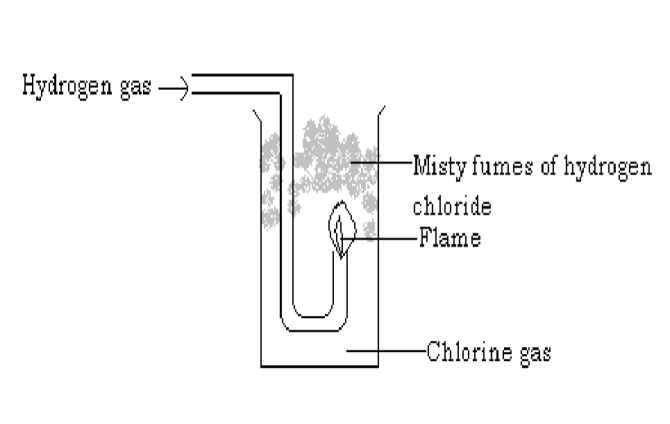 Hydrogen gas
Misty fumes of hydrogen
chloride
Flame
Chlorine gas